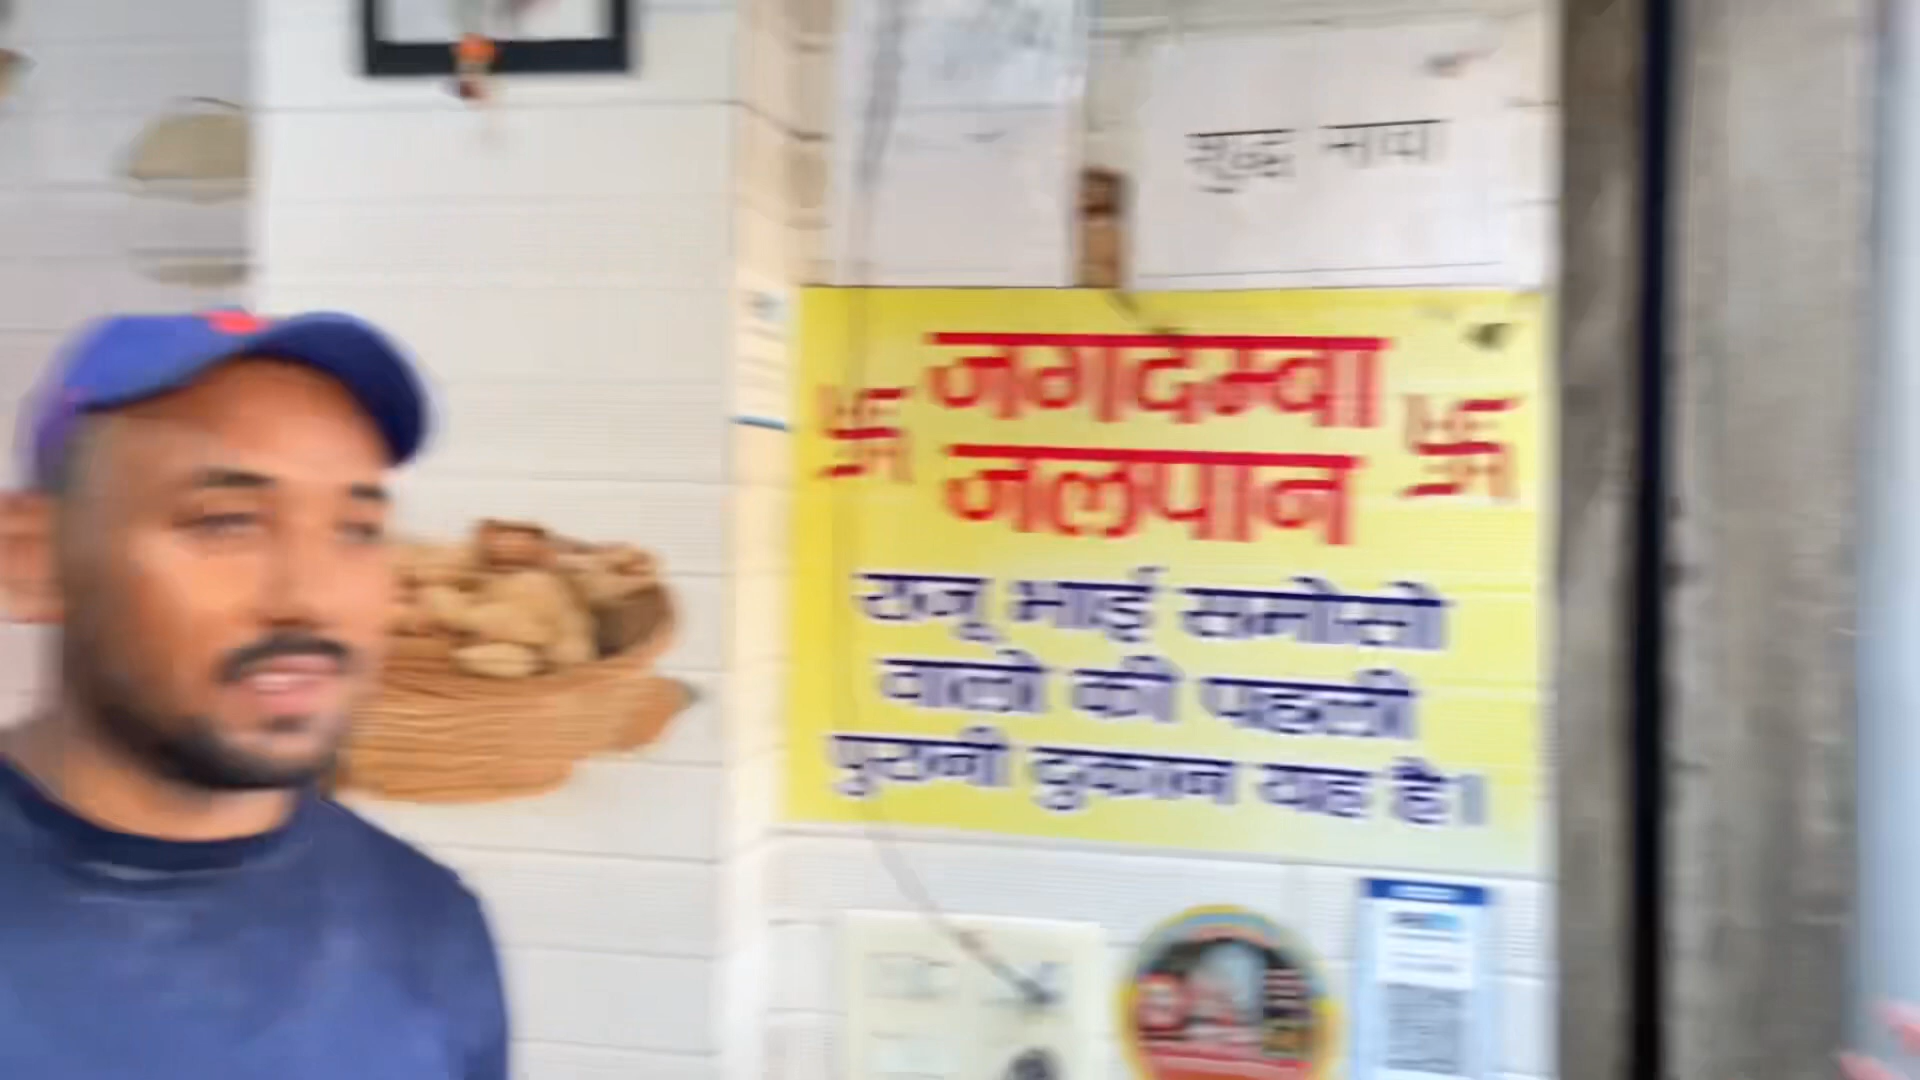 शुद्ध मावा
जगदम्बा
जलपान
राजू भाई समोसो
वालो की पहली
पुरानी दुकान यह है।